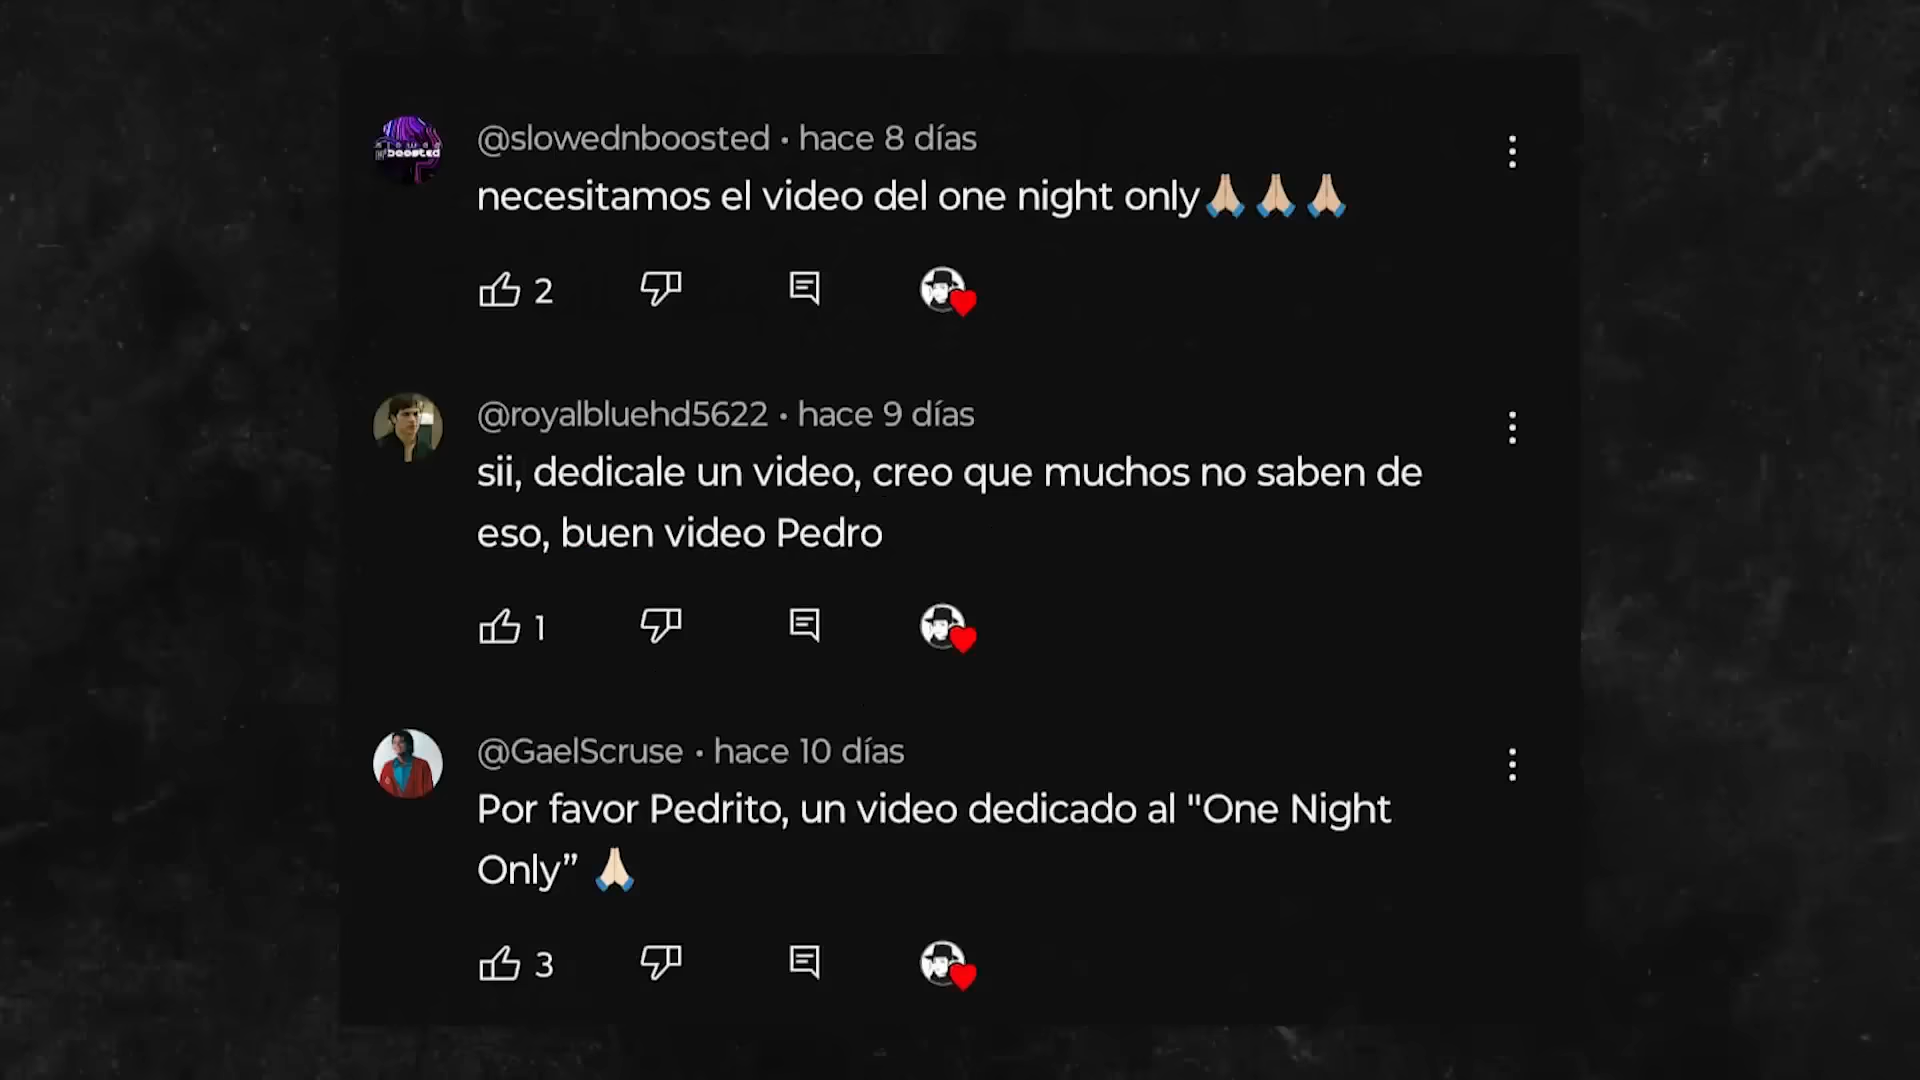 @slowednboosted • hace 8 días
necesitamos el video del one night only🙏🏻🙏🏻🙏🏻
2
@royalbluehd5622 • hace 9 días
sii, dedicale un video, creo que muchos no saben de
eso, buen video Pedro
1
@GaelScruse • hace 10 días
Por favor Pedrito, un video dedicado al "One Night
Only” 🙏🏻
3